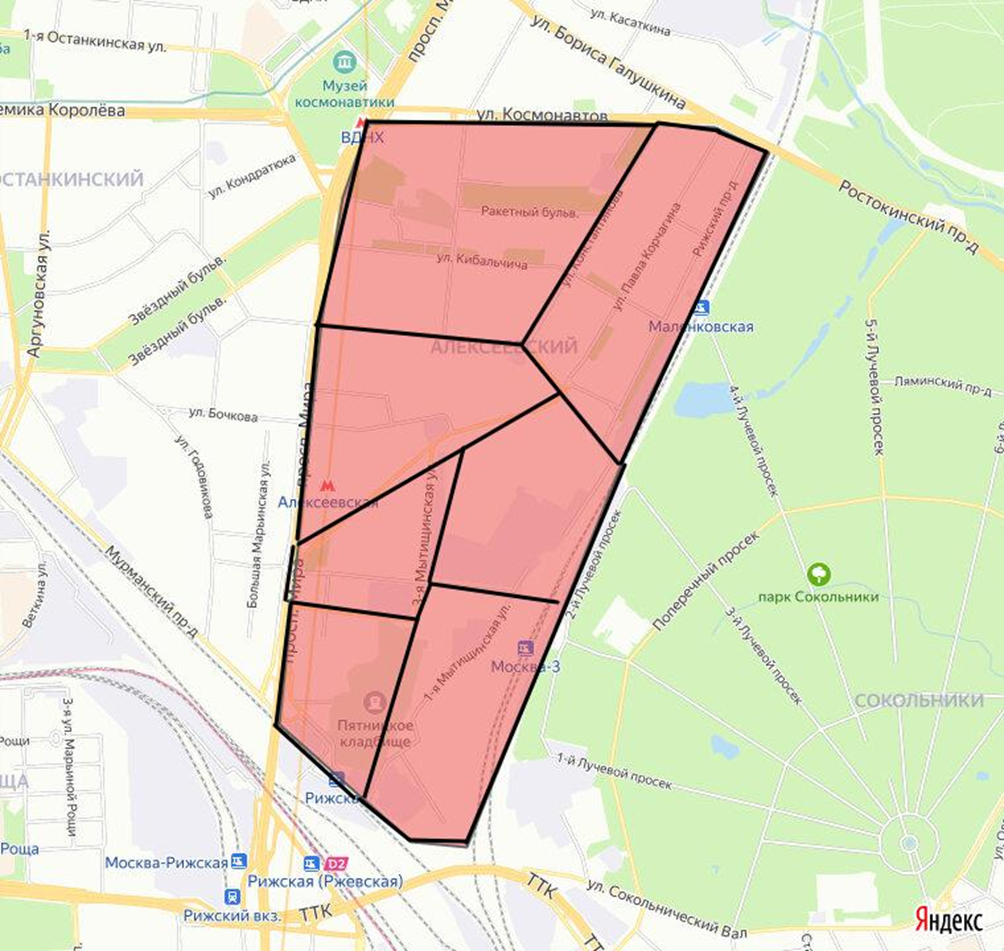 просп. М
ул. Касаткина
1-я Останкинская ул.
ул. Бориса Галушкина
Музей
космонавтики
емика Королёва
ул. Космонавтов
ВДНХ
ОСТАНКИНСКИЙ
ул. Кондратюка
Ростокинский пр-д
Ракетный бульв.
Рижский пр-д
ул. Константинова
ул. Павла Корчагина
ул. Кибальчича
Аргуновская ул.
Звёздный бульв.
Звёздный бульв.
Маленковская
АЛЕКСЕЕВСКИЙ
5-й Лучевой просек
Ляминский пр-д
4-й Лучевой просек
просп. Мира
ул. Бочкова
ул. Годовикова
Большая Марьинская ул.
Алексеевская
3-я Мытищинская ул.
Мурманский пр-д
Веткина ул.
2-й Лучевой просек
Поперечный просек
парк Сокольники
просп. Мира
1-я Мытищинская ул.
3-й Лучевой просек
Москва-3
СОКОЛЬНИКИ
3-я ул. Марьиной Рощи
Рощи
Пятницкое
кладбище
1-й Лучевой просек
ЩА
Рижска
Роща
Москва-Рижская
D2
Рижская (Ржевская)
Рижский вкз.
ТТК
ТТК
ул. Сокольнический Вал
ТТ
Яндекс